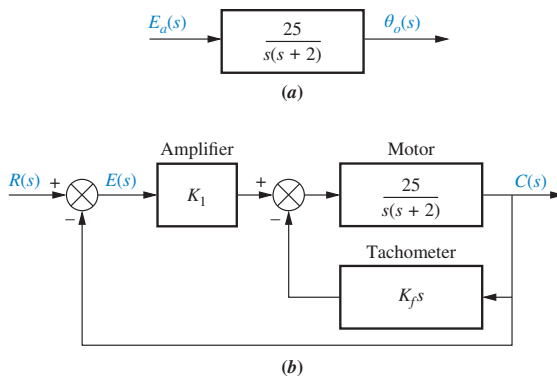 E_a(s) 25 θ_o(s)
s(s + 2)
(a)
Amplifier Motor
R(s) + E(s) K_1 + 25 C(s)
− − s(s + 2)
Tachometer
K_f s
(b)